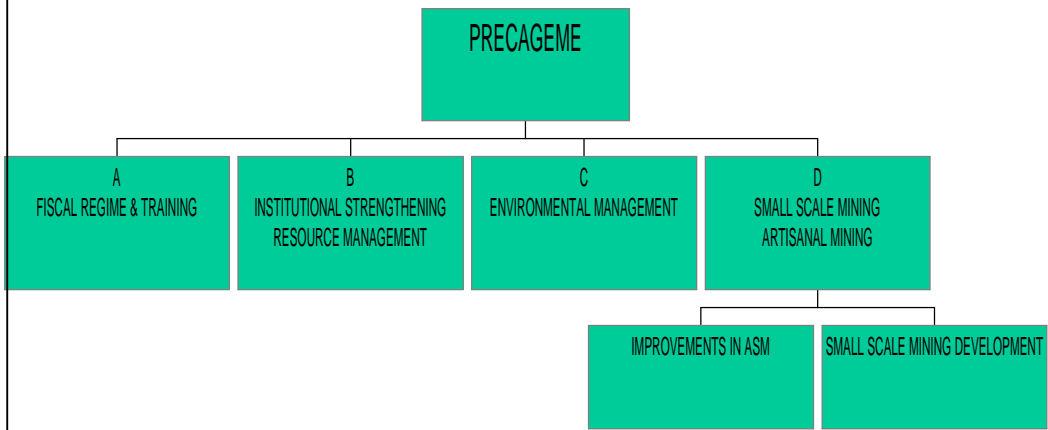 PRECAGEME
A
FISCAL REGIME & TRAINING
B
INSTITUTIONAL STRENGTHENING
RESOURCE MANAGEMENT
C
ENVIRONMENTAL MANAGEMENT
D
SMALL SCALE MINING
ARTISANAL MINING
IMPROVEMENTS IN ASM
SMALL SCALE MINING DEVELOPMENT